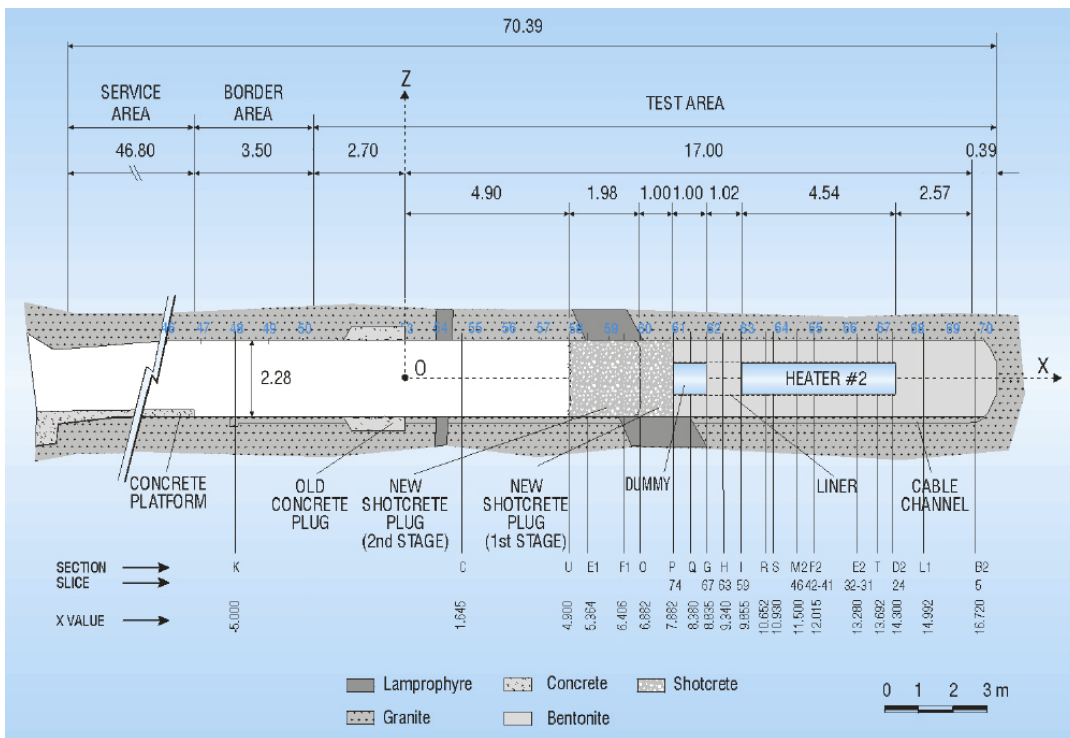 70.39
Z
SERVICE AREA
BORDER AREA
TEST AREA
46.80
3.50
2.70
17.00
0.39
4.90
1.98
1.00
1.00
1.02
4.54
2.57
46 47 48 49 50 53 54 55 56 57 58 59 60 61 62 63 64 65 66 67 68 69 70
2.28
O
HEATER #2
X
CONCRETE PLATFORM
OLD CONCRETE PLUG
NEW SHOTCRETE PLUG (2nd STAGE)
NEW SHOTCRETE PLUG (1st STAGE)
DUMMY
LINER
CABLE CHANNEL
SECTION K C U E1 F1 O P Q G H I R S M2 F2 E2 T D2 L1 B2
SLICE 74 67 63 59 46 42-41 32-31 24 5
X VALUE -5.000 1.645 4.900 5.364 6.406 6.882 7.882 8.380 8.835 9.340 9.855 10.652 10.930 11.500 12.015 13.280 13.692 14.300 14.992 16.720
Lamprophyre
Concrete
Shotcrete
Granite
Bentonite
0 1 2 3 m